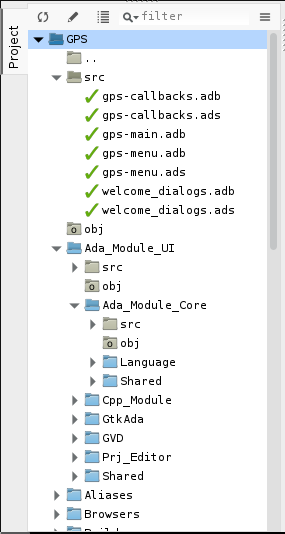 Project
filter
GPS
..
src
gps-callbacks.adb
gps-callbacks.ads
gps-main.adb
gps-menu.adb
gps-menu.ads
welcome_dialogs.adb
welcome_dialogs.ads
obj
Ada_Module_UI
src
obj
Ada_Module_Core
src
obj
Language
Shared
Cpp_Module
GtkAda
GVD
Prj_Editor
Shared
Aliases
Browsers